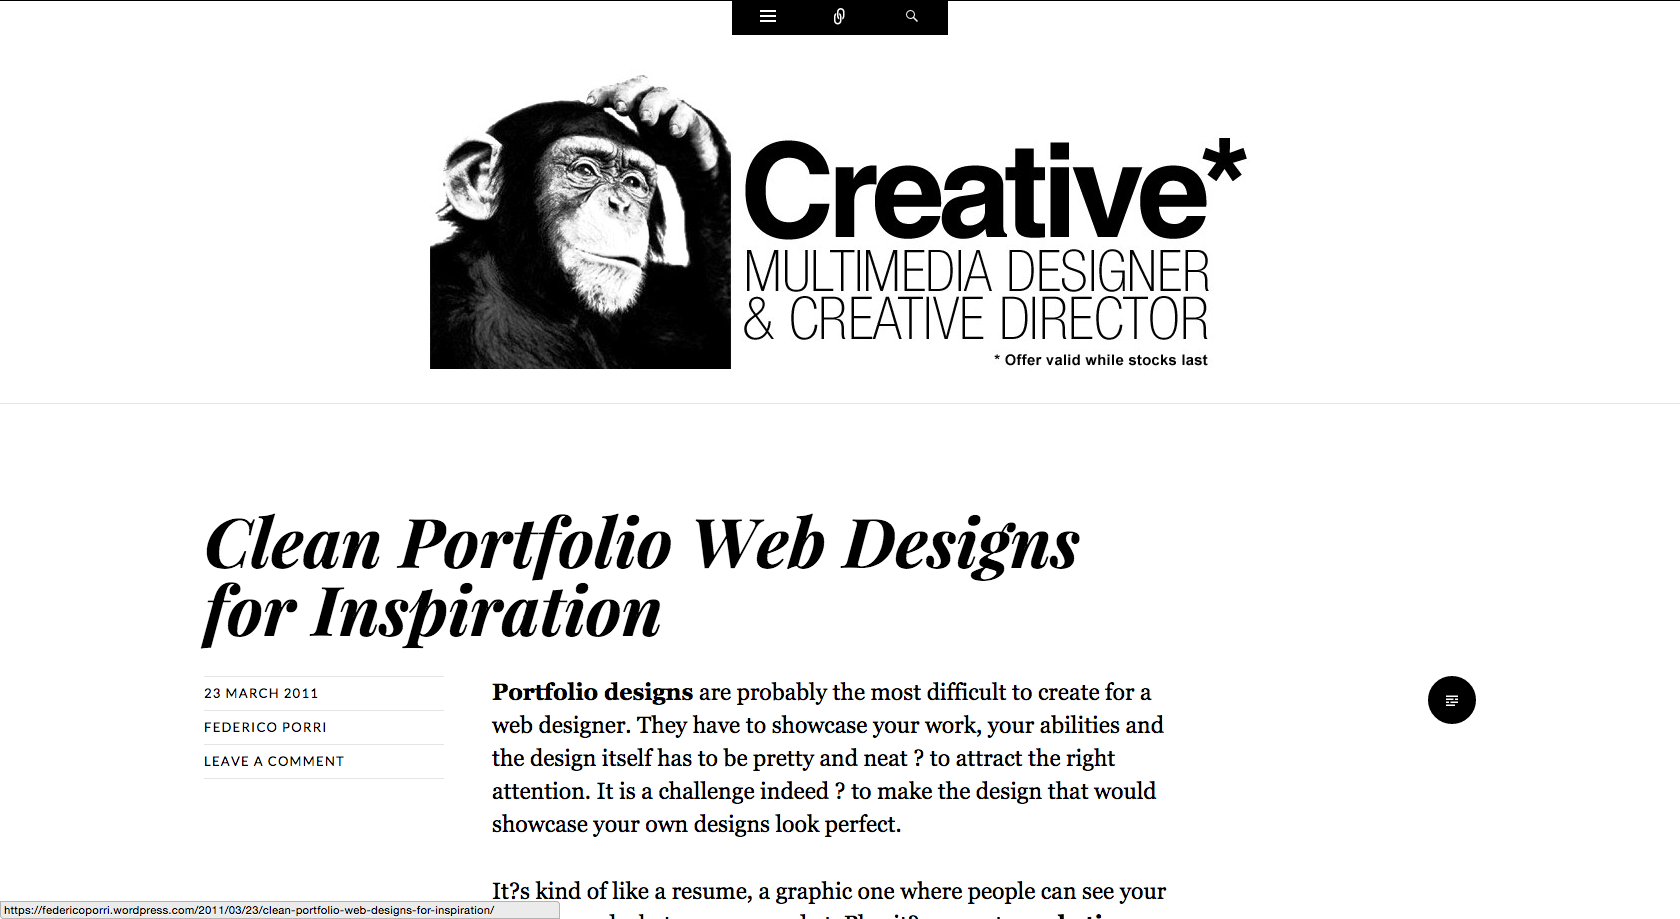 Creative*
MULTIMEDIA DESIGNER
& CREATIVE DIRECTOR
* Offer valid while stocks last
Clean Portfolio Web Designs
for Inspiration
23 MARCH 2011
FEDERICO PORRI
LEAVE A COMMENT
Portfolio designs are probably the most difficult to create for a
web designer. They have to showcase your work, your abilities and
the design itself has to be pretty and neat ? to attract the right
attention. It is a challenge indeed ? to make the design that would
showcase your own designs look perfect.
It?s kind of like a resume, a graphic one where people can see your
https://federicoporri.wordpress.com/2011/03/23/clean-portfolio-web-designs-for-inspiration/